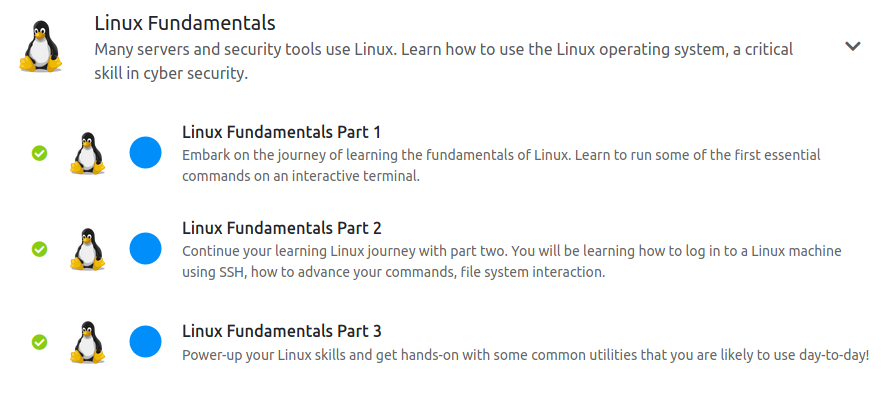 Linux Fundamentals
Many servers and security tools use Linux. Learn how to use the Linux operating system, a critical
skill in cyber security.
Linux Fundamentals Part 1
Embark on the journey of learning the fundamentals of Linux. Learn to run some of the first essential
commands on an interactive terminal.
Linux Fundamentals Part 2
Continue your learning Linux journey with part two. You will be learning how to log in to a Linux machine
using SSH, how to advance your commands, file system interaction.
Linux Fundamentals Part 3
Power-up your Linux skills and get hands-on with some common utilities that you are likely to use day-to-day!